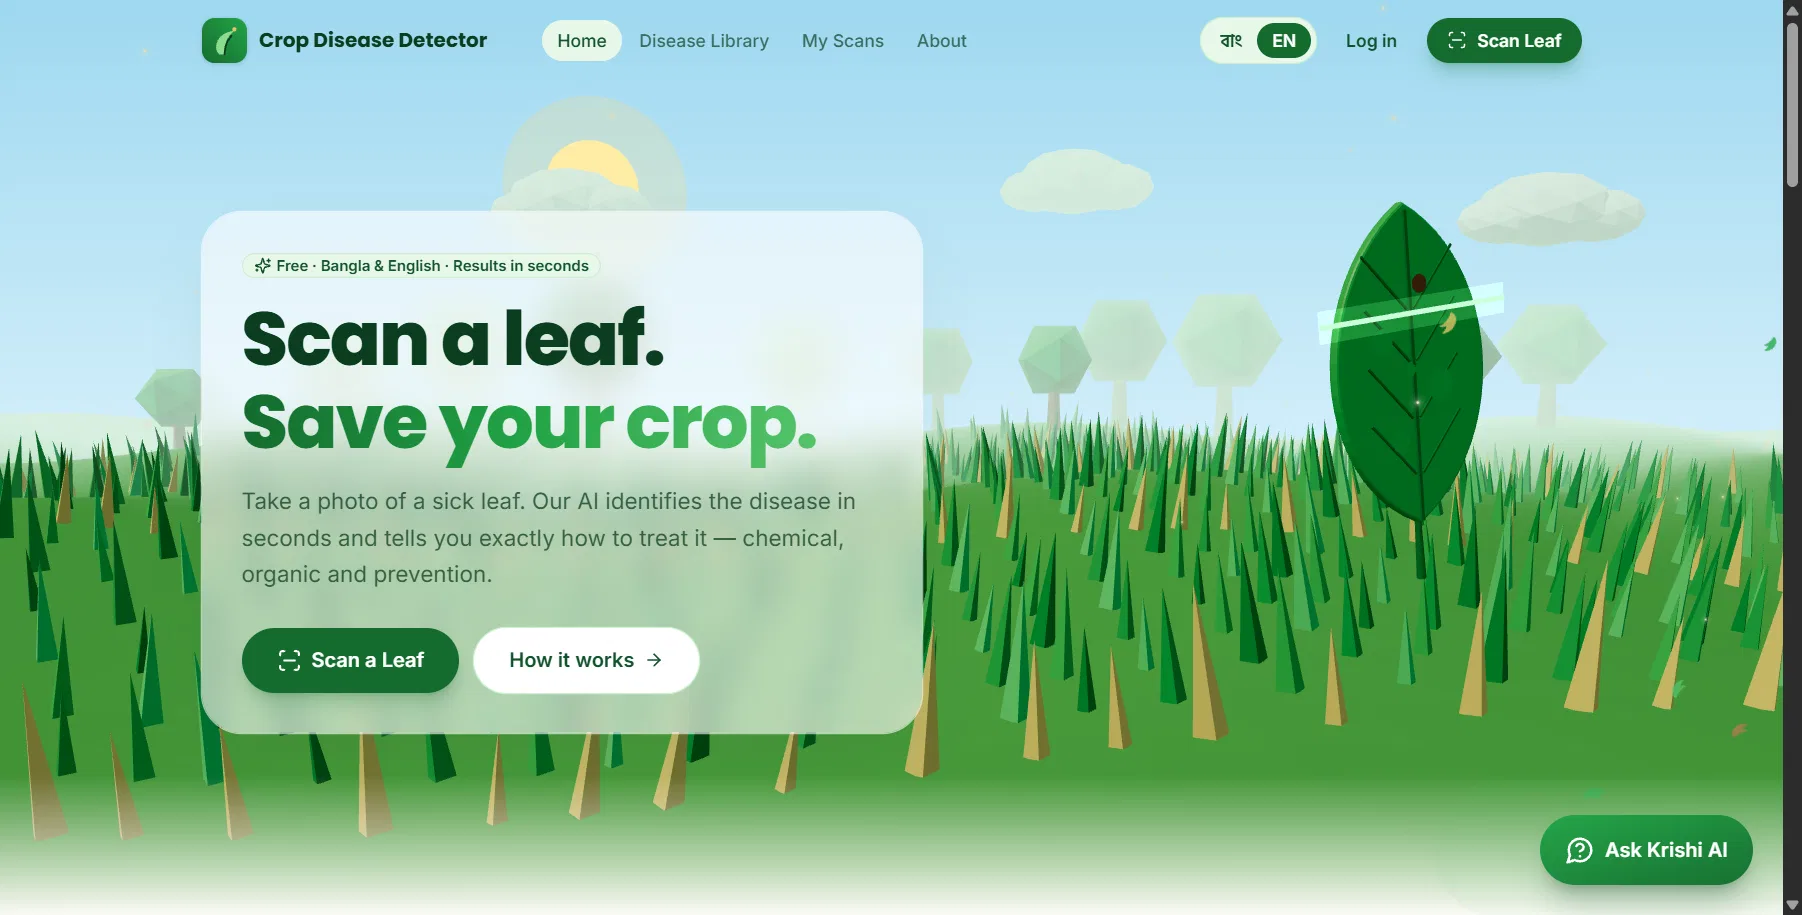 Crop Disease Detector
Home
Disease Library
My Scans
About
বাং
EN
Log in
Scan Leaf
Free · Bangla & English · Results in seconds
Scan a leaf.
Save your crop.
Take a photo of a sick leaf. Our AI identifies the disease in
seconds and tells you exactly how to treat it — chemical,
organic and prevention.
Scan a Leaf
How it works →
Ask Krishi AI